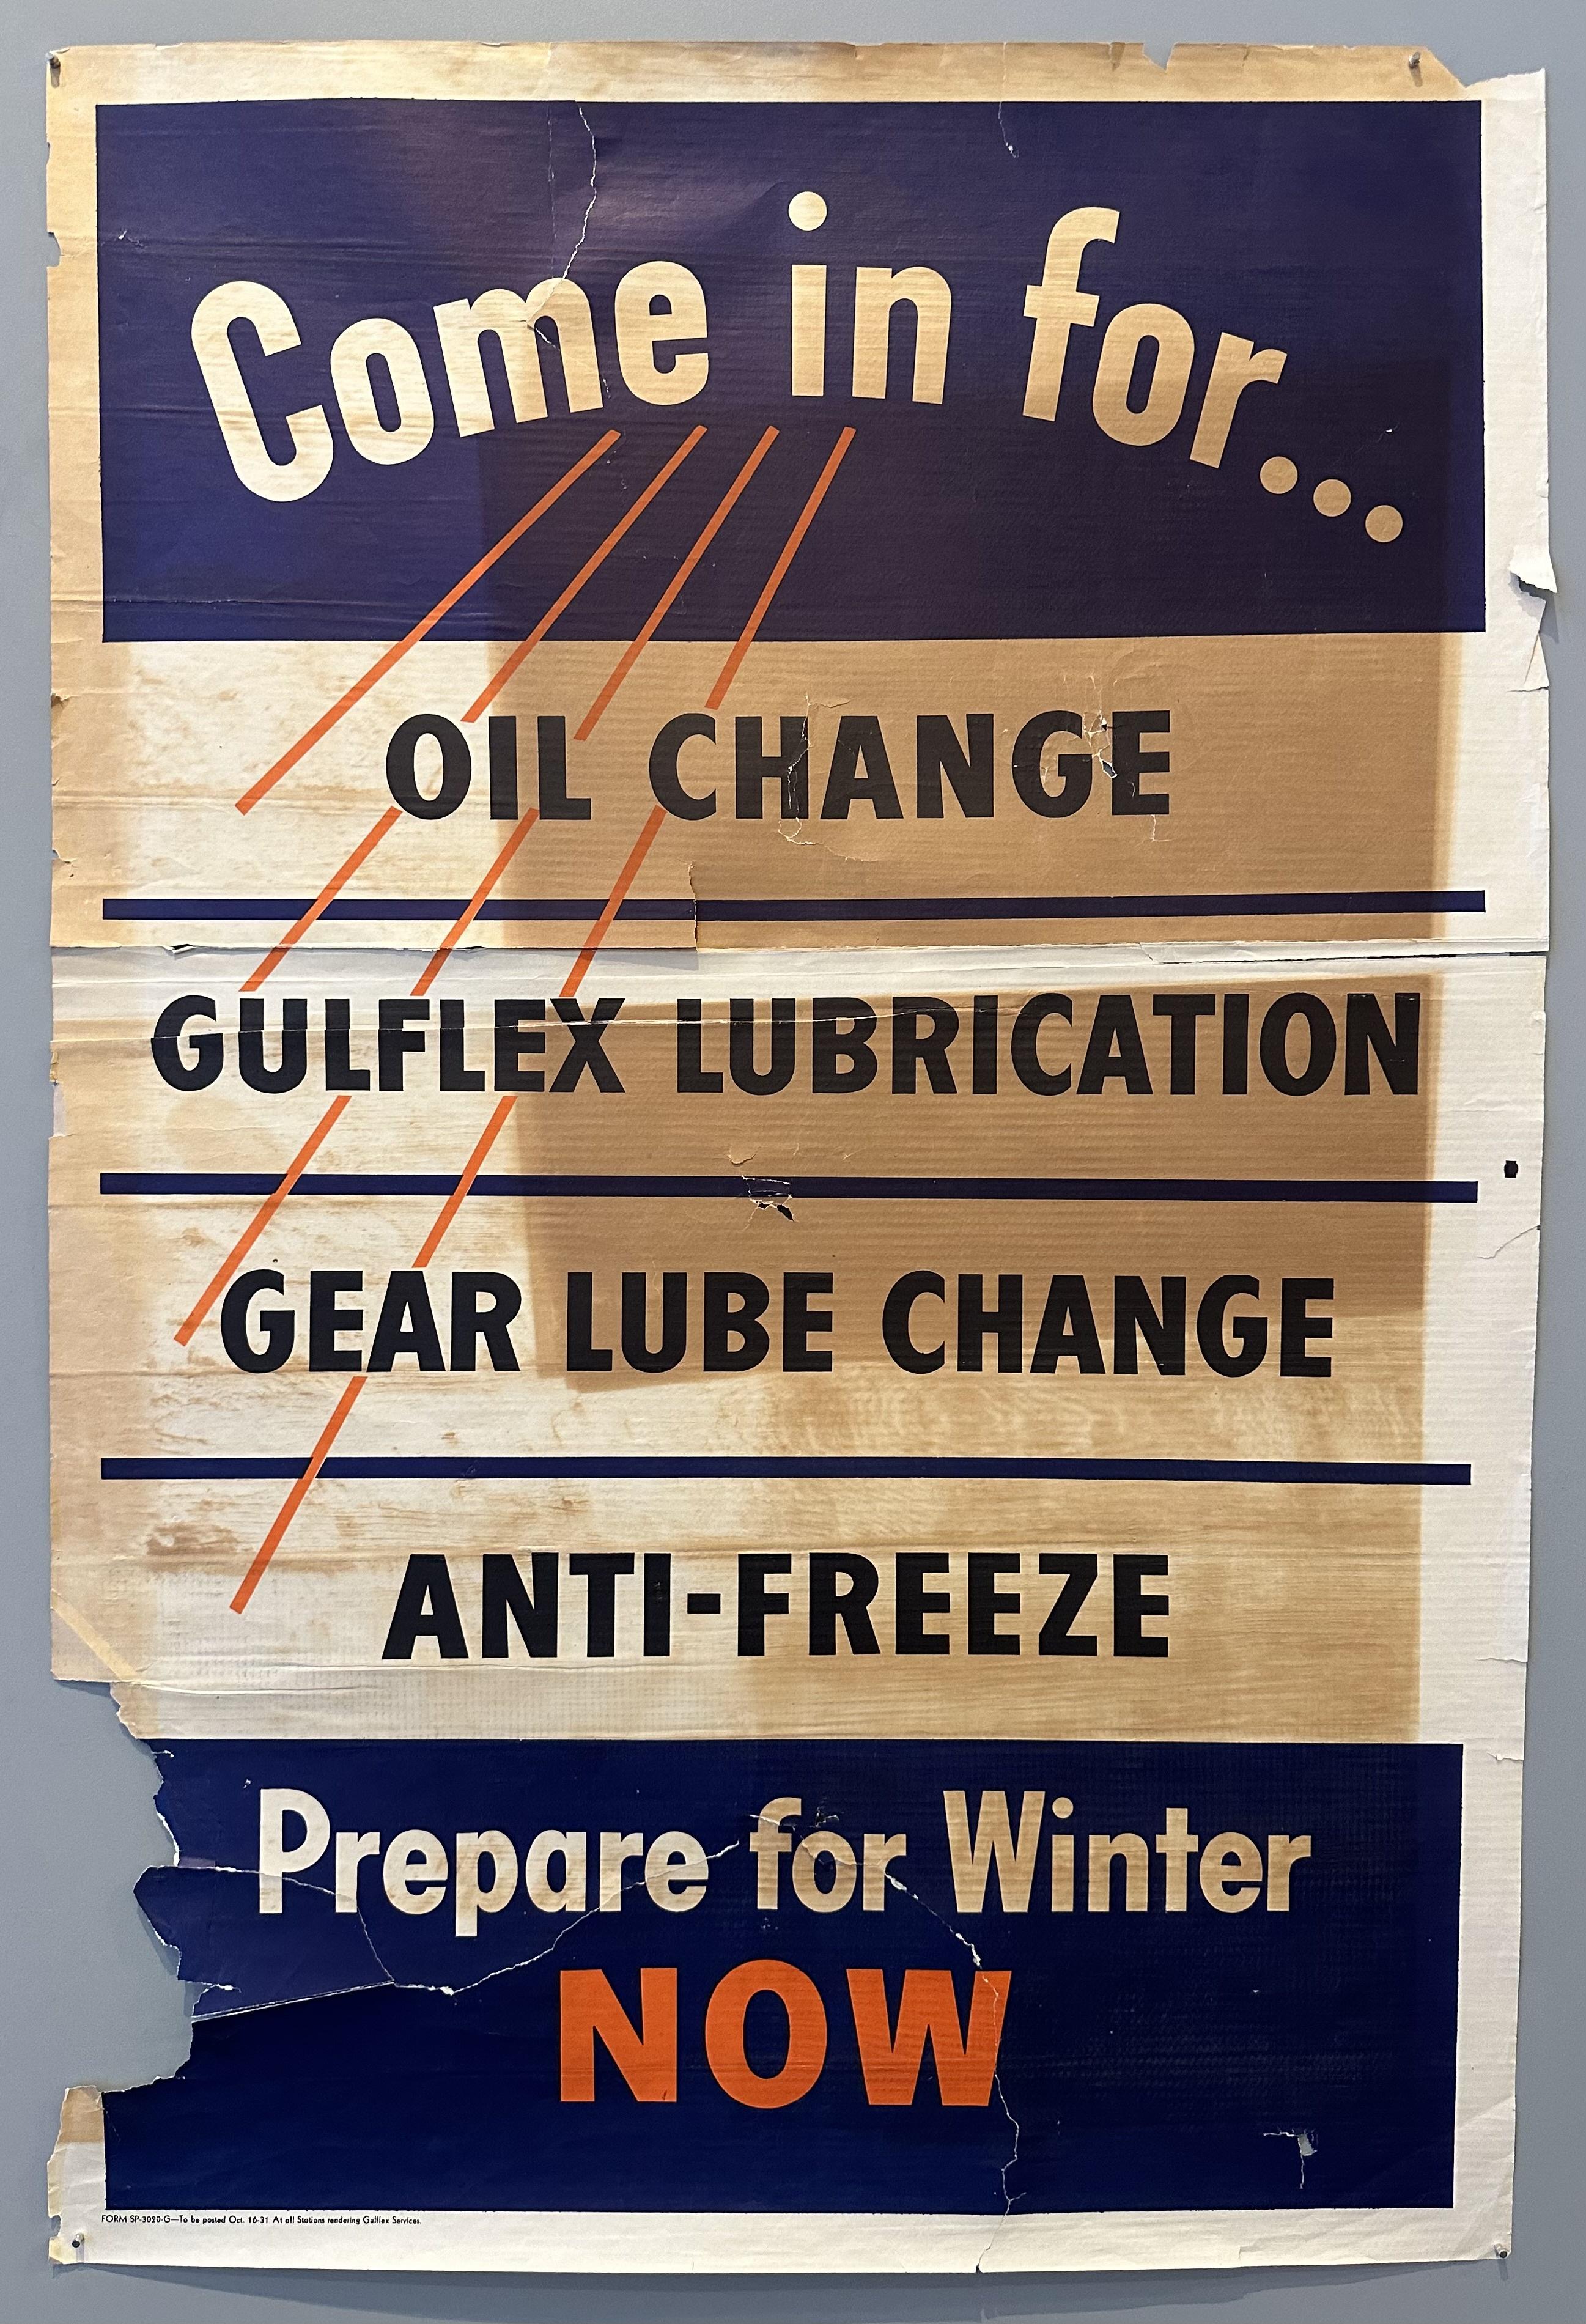 Come in for...
OIL CHANGE
GULFLEX LUBRICATION
GEAR LUBE CHANGE
ANTI-FREEZE
Prepare for Winter
NOW
FORM SP-3020-G—To be posted Oct. 16-31 At all Stations rendering Gulflex Services.